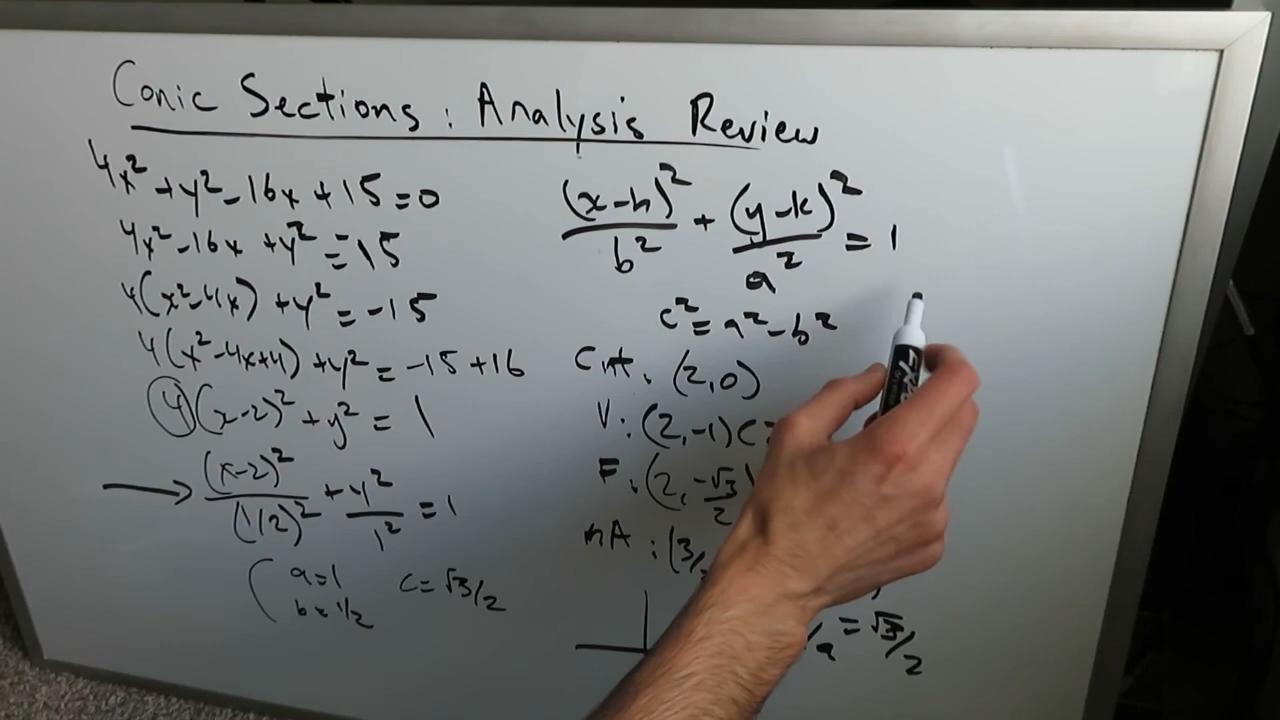 Conic Sections: Analysis Review
4x² + y² - 16x + 15 = 0
4x² - 16x + y² = 15
4(x² - 4x) + y² = -15
4(x² - 4x + 4) + y² = -15 + 16
4(x-2)² + y² = 1
(x-2)²/(1/2)² + y²/1² = 1
a=1 c=√3/2
b=1/2
(x-h)²/b² + (y-k)²/a² = 1
c² = a² - b²
Cnt: (2,0)
V: (2,-1)
F: (2, -√3/2)
mA: (3/
/a = √3/2